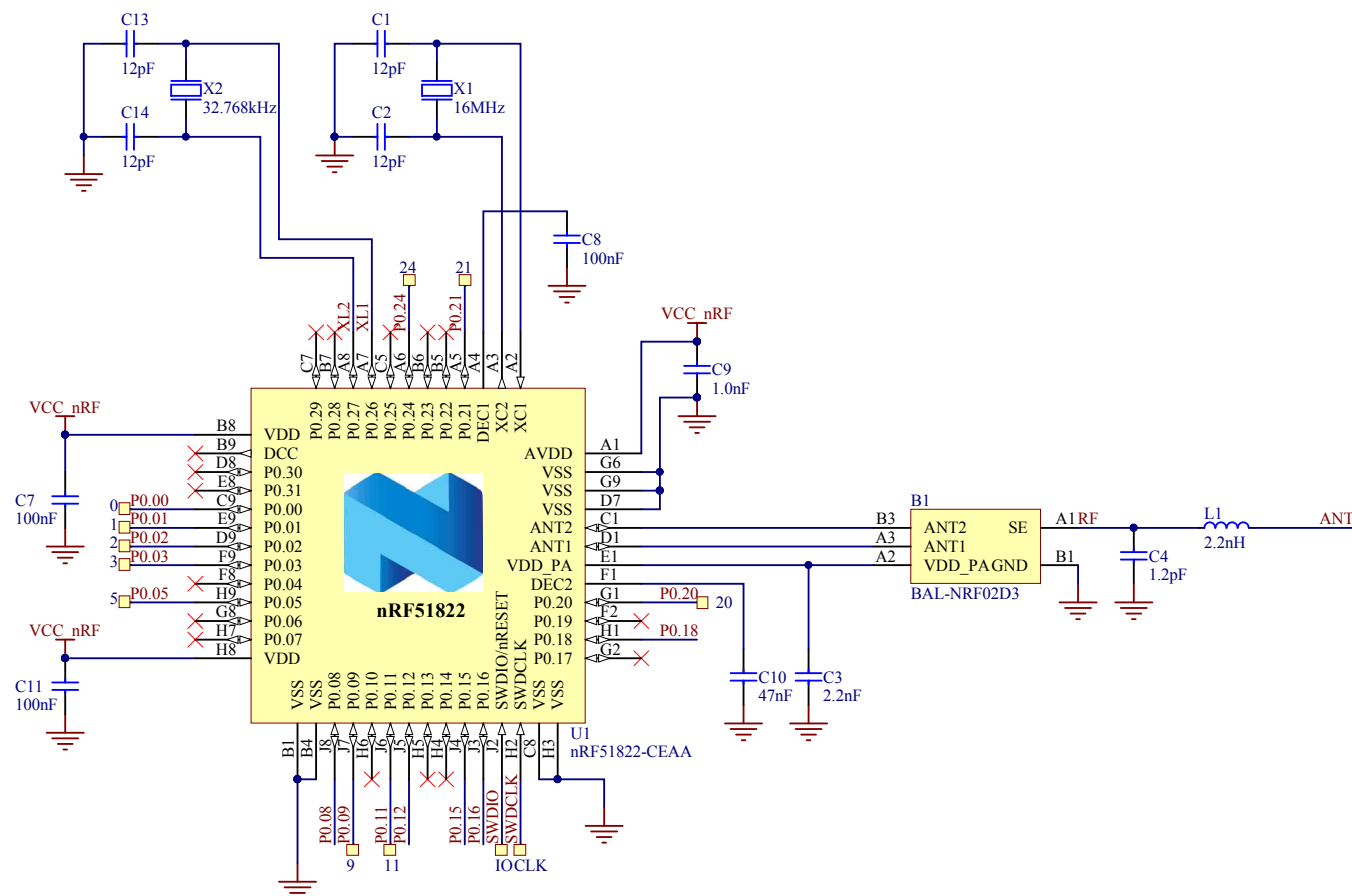 C13
12pF
X2
32.768kHz
C14
12pF
C1
12pF
X1
16MHz
C2
12pF
C8
100nF
24
21
XL2
XL1
P0.24
P0.21
C7
B7
A8
A7
C5
A6
B6
B5
A5
A4
A3
A2
P0.29
P0.28
P0.27
P0.26
P0.25
P0.24
P0.23
P0.22
P0.21
DEC1
XC2
XC1
VCC_nRF
C9
1.0nF
VCC_nRF
C7
100nF
B8 VDD
B9 DCC
D8 P0.30
E8 P0.31
0 P0.00 C9 P0.00
1 P0.01 E9 P0.01
2 P0.02 D9 P0.02
3 P0.03 F9 P0.03
F8 P0.04
5 P0.05 H9 P0.05
G8 P0.06
H7 P0.07
H8 VDD
VCC_nRF
C11
100nF
nRF51822
AVDD A1
VSS G6
VSS G9
VSS D7
ANT2 C1
ANT1 D1
VDD_PA E1
DEC2 F1
P0.20 G1 P0.20 20
P0.19 F2
P0.18 H1 P0.18
P0.17 G2
B1
B3 ANT2 SE A1 RF
A3 ANT1
A2 VDD_PA GND B1
BAL-NRF02D3
L1
2.2nH
ANT
C4
1.2pF
C10
47nF
C3
2.2nF
VSS
VSS
P0.08
P0.09
P0.10
P0.11
P0.12
P0.13
P0.14
P0.15
P0.16
SWDIO/nRESET
SWDCLK
VSS
VSS
U1
nRF51822-CEAA
B1
B4
J8
J7
H6
J6
J5
H5
H4
J4
J3
J2
H2
C8
H3
P0.08
P0.09
P0.11
P0.12
P0.15
P0.16
SWDIO
SWDCLK
9
11
IO
CLK